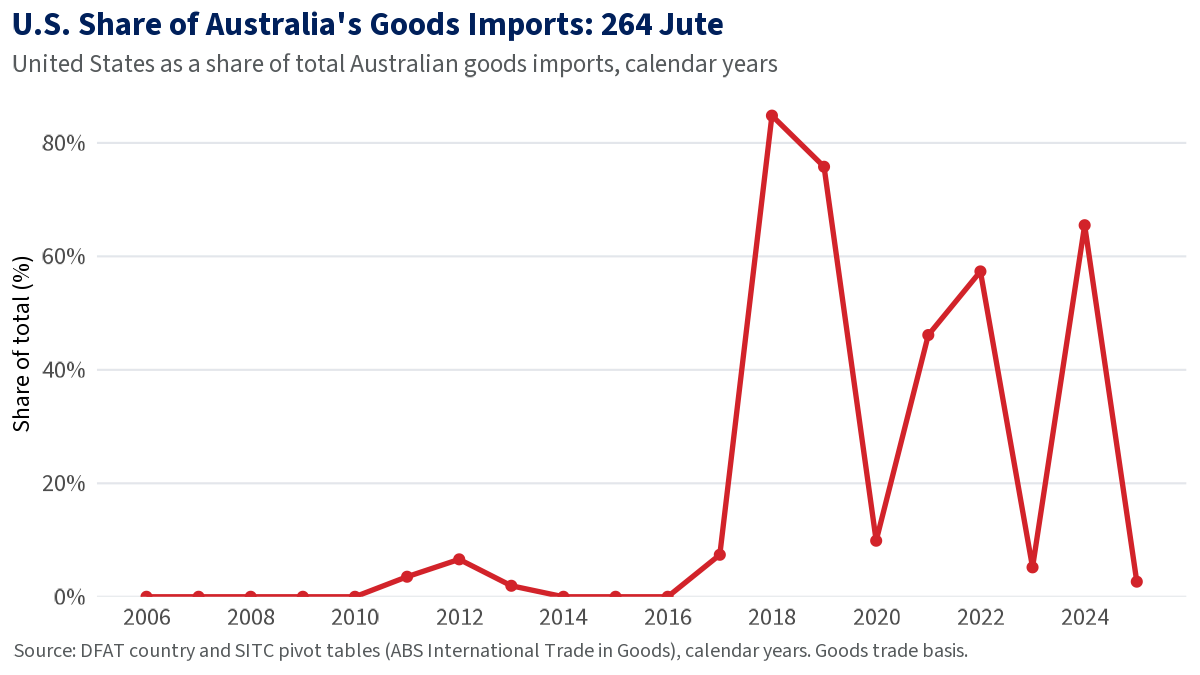 U.S. Share of Australia's Goods Imports: 264 Jute
United States as a share of total Australian goods imports, calendar years
Share of total (%)
80%
60%
40%
20%
0%
2006 2008 2010 2012 2014 2016 2018 2020 2022 2024
Source: DFAT country and SITC pivot tables (ABS International Trade in Goods), calendar years. Goods trade basis.